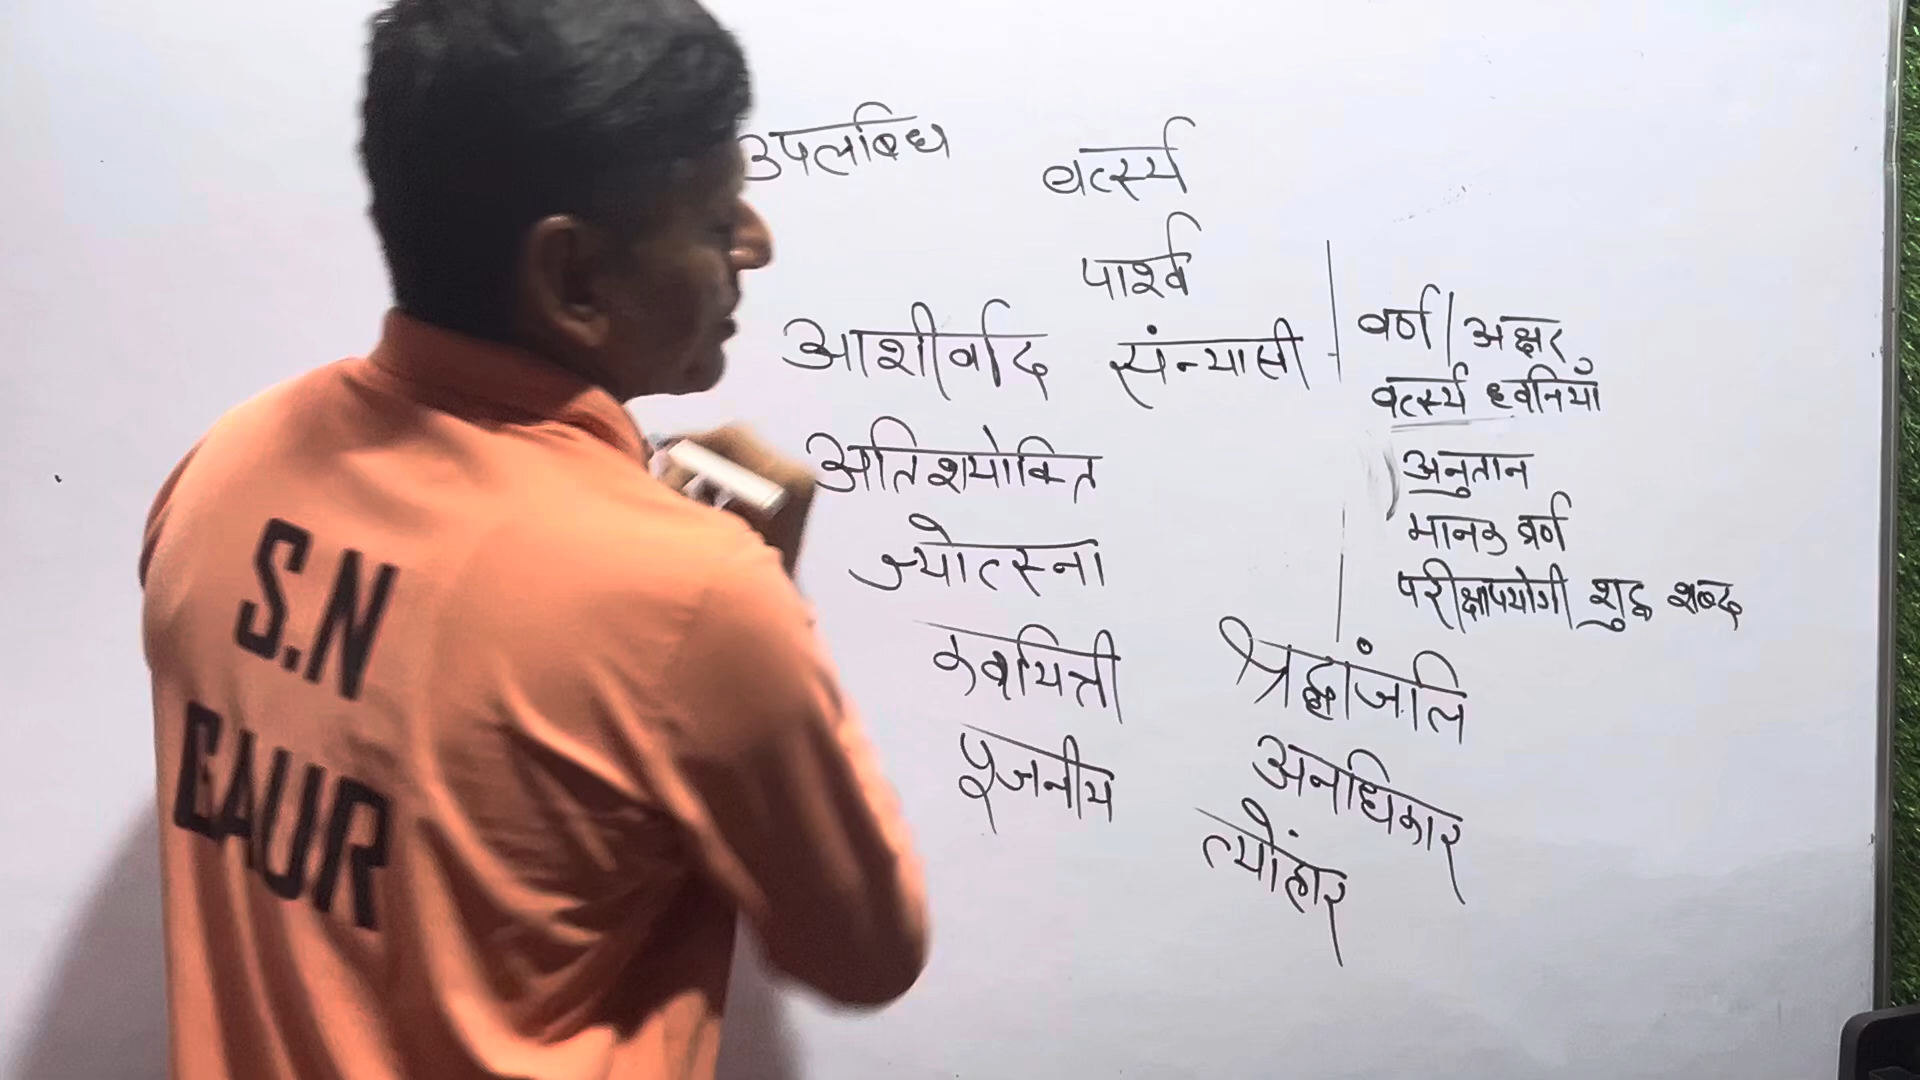 उपलब्धि
वर्त्स्य
पार्श्व
आशीर्वाद
संन्यासी
अतिशयोक्ति
ज्योत्स्ना
कवयित्री
पूजनीय
श्रद्धांजलि
अनधिकार
त्योंहार
वर्ण / अक्षर
वर्त्स्य ध्वनियाँ
अनुतान
मानक वर्ण
परीक्षापयोगी शुद्ध शब्द
S.N
GAUR